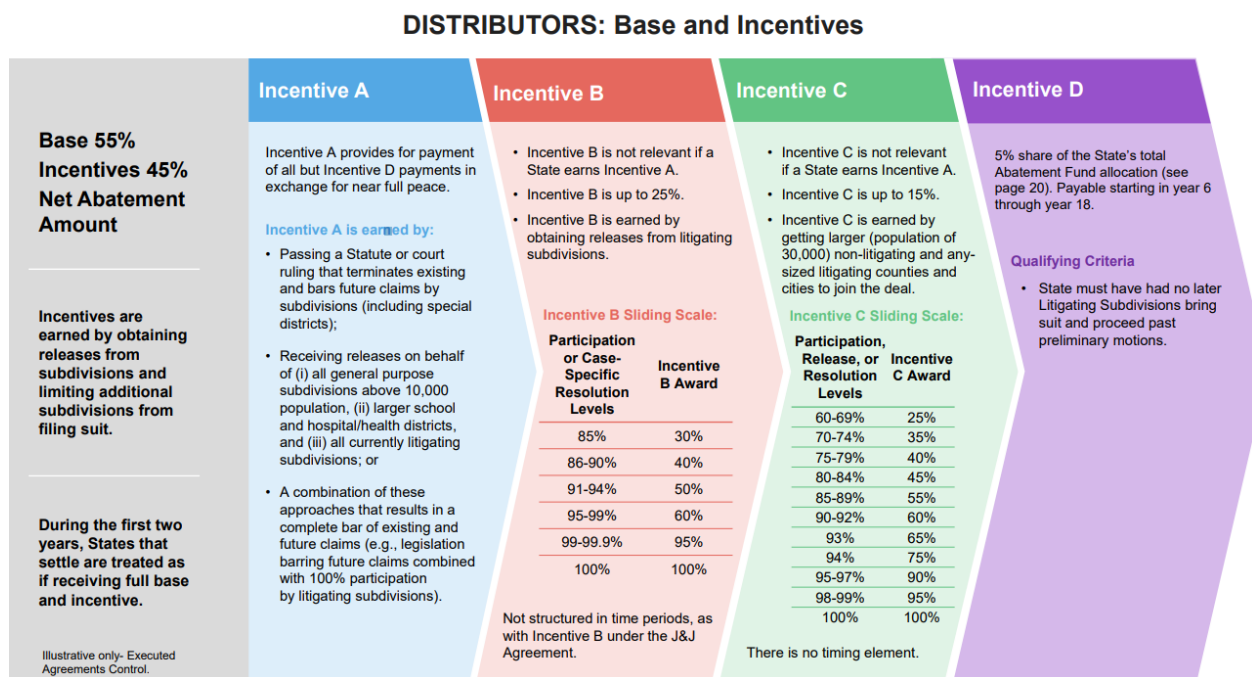 DISTRIBUTORS: Base and Incentives
Base 55%
Incentives 45%
Net Abatement
Amount
Incentives are
earned by obtaining
releases from
subdivisions and
limiting additional
subdivisions from
filing suit.
During the first two
years, States that
settle are treated as
if receiving full base
and incentive.
Illustrative only- Executed
Agreements Control.
Incentive A
Incentive A provides for payment
of all but Incentive D payments in
exchange for near full peace.
Incentive A is earned by:
• Passing a Statute or court
ruling that terminates existing
and bars future claims by
subdivisions (including special
districts);
• Receiving releases on behalf
of (i) all general purpose
subdivisions above 10,000
population, (ii) larger school
and hospital/health districts,
and (iii) all currently litigating
subdivisions; or
• A combination of these
approaches that results in a
complete bar of existing and
future claims (e.g., legislation
barring future claims combined
with 100% participation
by litigating subdivisions).
Incentive B
• Incentive B is not relevant if a
State earns Incentive A.
• Incentive B is up to 25%.
• Incentive B is earned by
obtaining releases from litigating
subdivisions.
Incentive B Sliding Scale:
Participation
or Case-
Specific
Resolution
Levels
Incentive
B Award
85% 30%
86-90% 40%
91-94% 50%
95-99% 60%
99-99.9% 95%
100% 100%
Not structured in time periods, as
with Incentive B under the J&J
Agreement.
Incentive C
• Incentive C is not relevant
if a State earns Incentive A.
• Incentive C is up to 15%.
• Incentive C is earned by
getting larger (population of
30,000) non-litigating and any-
sized litigating counties and
cities to join the deal.
Incentive C Sliding Scale:
Participation,
Release, or
Resolution
Levels
Incentive
C Award
60-69% 25%
70-74% 35%
75-79% 40%
80-84% 45%
85-89% 55%
90-92% 60%
93% 65%
94% 75%
95-97% 90%
98-99% 95%
100% 100%
There is no timing element.
Incentive D
5% share of the State's total
Abatement Fund allocation (see
page 20). Payable starting in year 6
through year 18.
Qualifying Criteria
• State must have had no later
Litigating Subdivisions bring
suit and proceed past
preliminary motions.